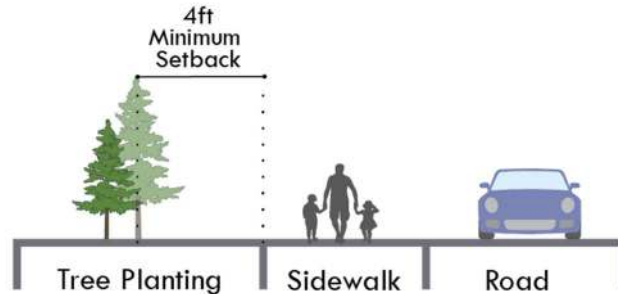 4ft
Minimum
Setback
Tree Planting
Sidewalk
Road